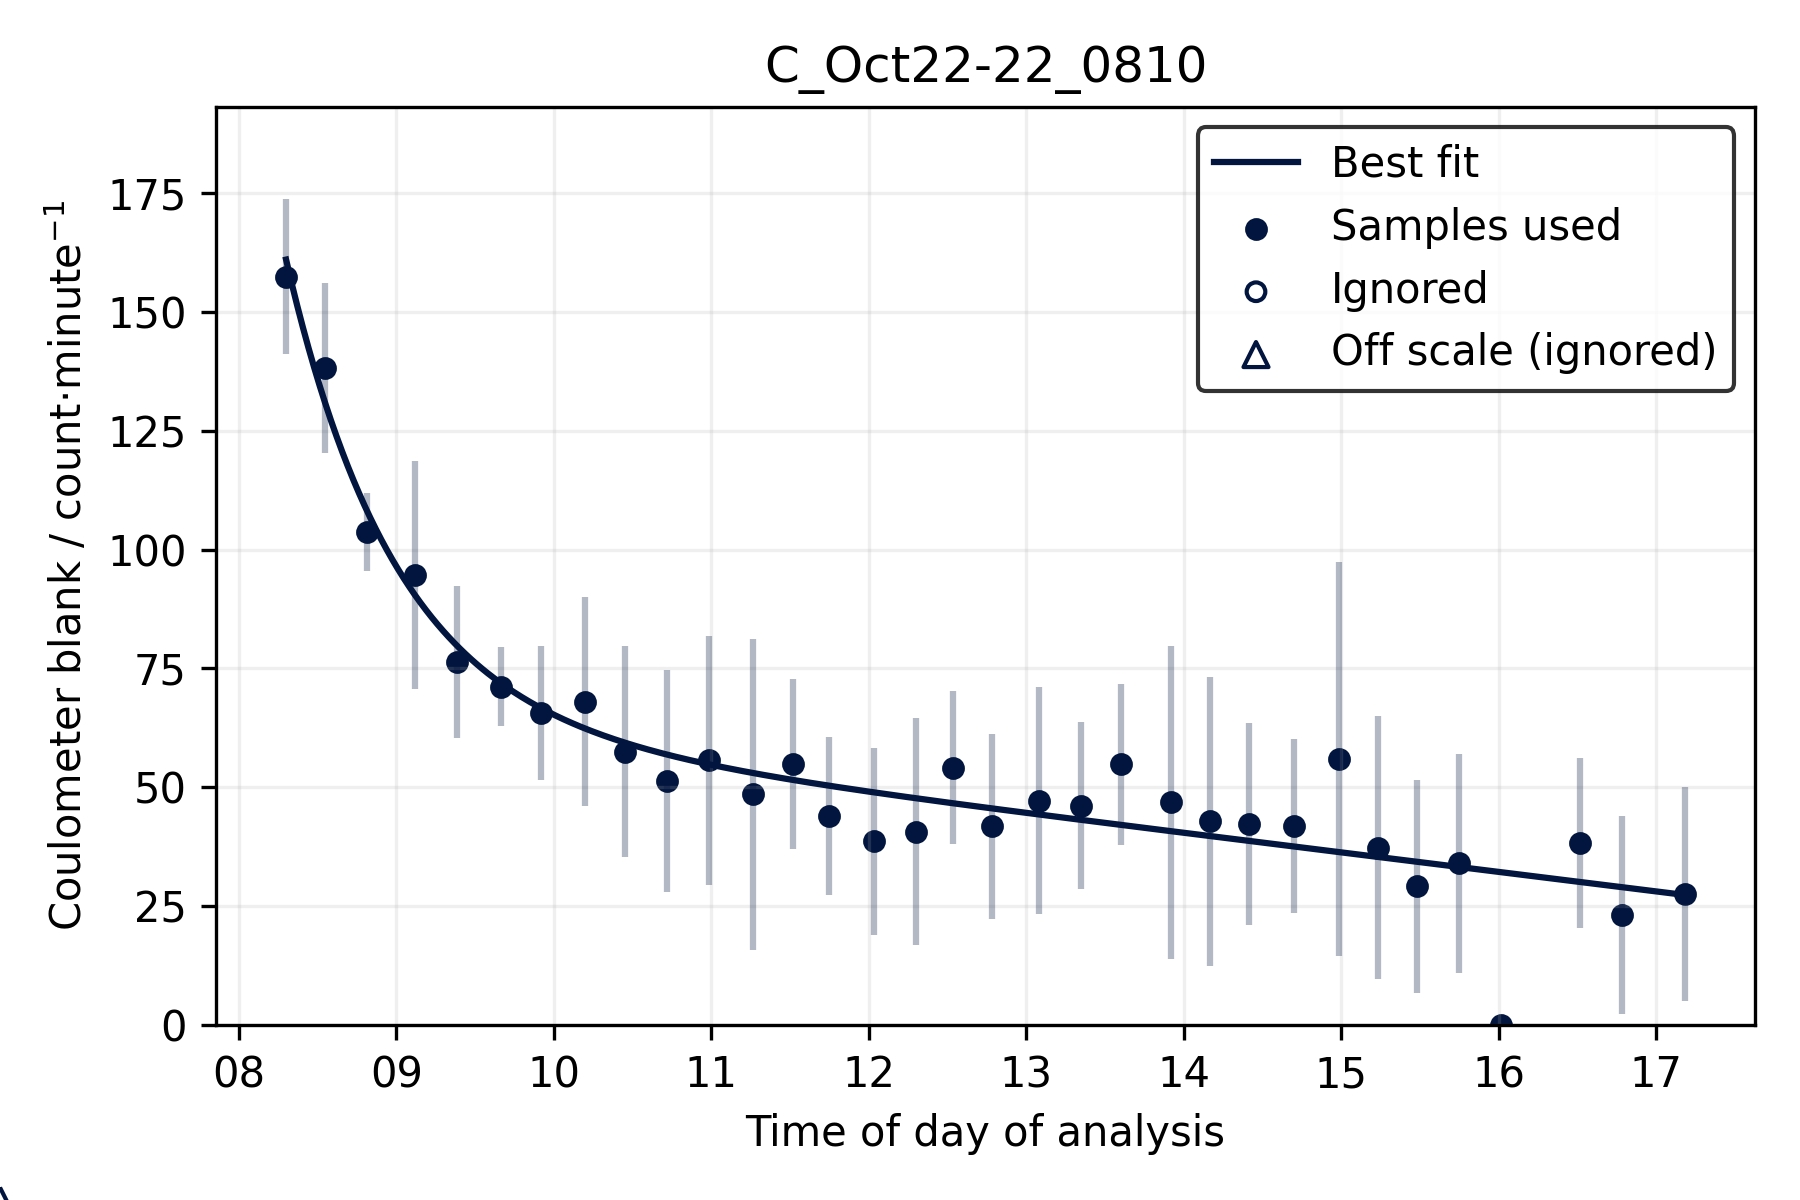 C_Oct22-22_0810
Coulometer blank / count·minute⁻¹
175
150
125
100
75
50
25
0
Best fit
Samples used
Ignored
Off scale (ignored)
08 09 10 11 12 13 14 15 16 17
Time of day of analysis